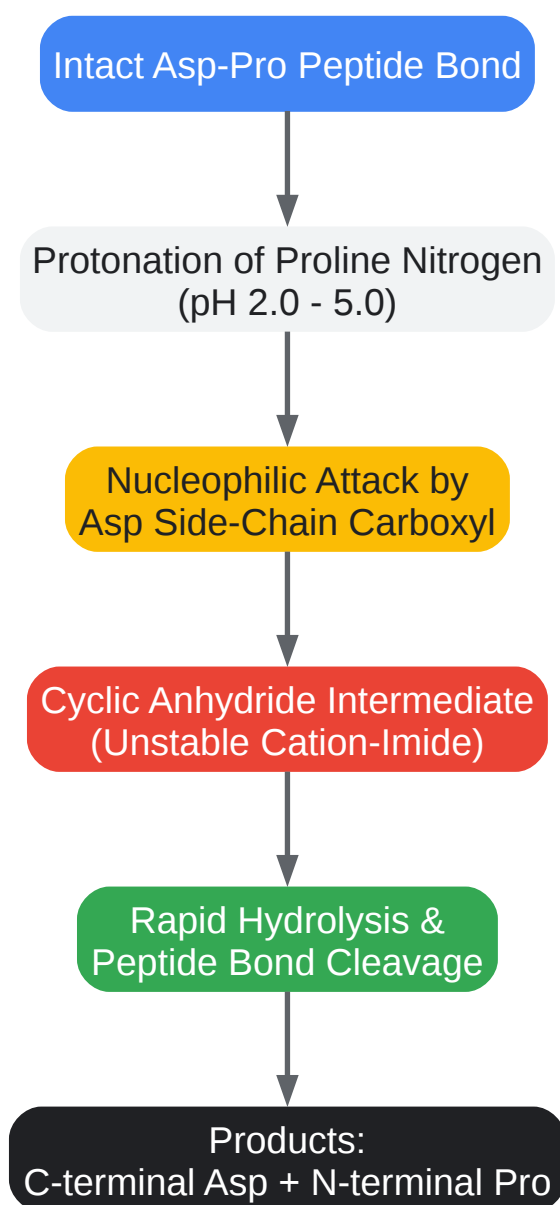 Intact Asp-Pro Peptide Bond
Protonation of Proline Nitrogen
(pH 2.0 - 5.0)
Nucleophilic Attack by
Asp Side-Chain Carboxyl
Cyclic Anhydride Intermediate
(Unstable Cation-Imide)
Rapid Hydrolysis &
Peptide Bond Cleavage
Products:
C-terminal Asp + N-terminal Pro